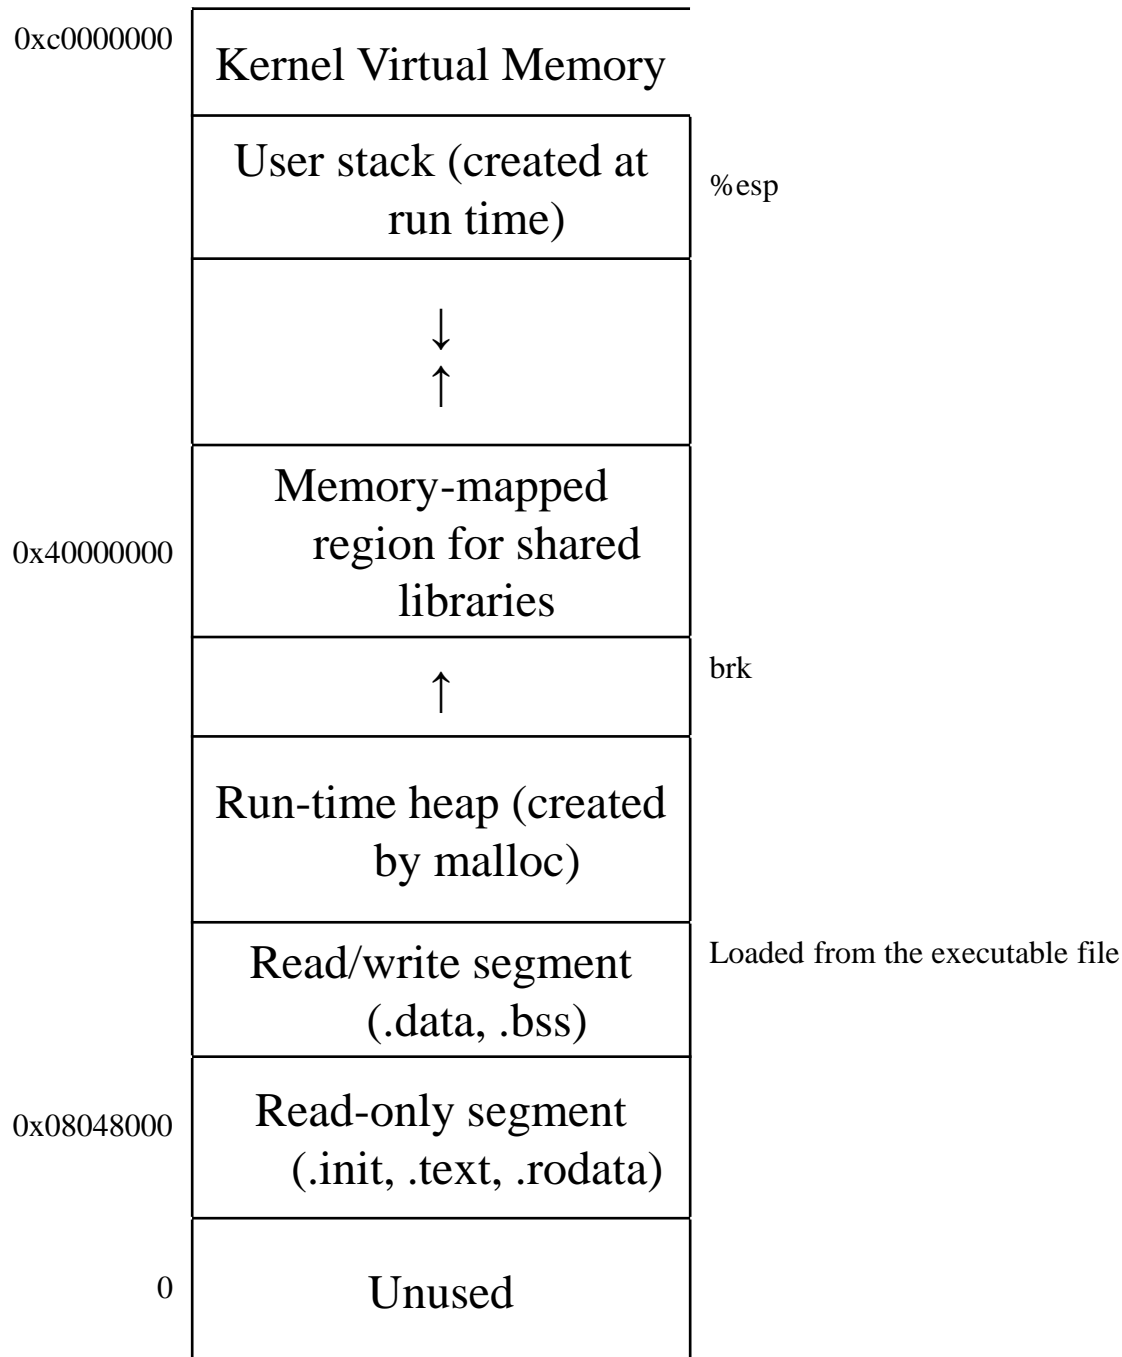 0xc0000000
Kernel Virtual Memory
User stack (created at
run time)
%esp
↓
↑
Memory-mapped
region for shared
libraries
0x40000000
brk
↑
Run-time heap (created
by malloc)
Read/write segment
(.data, .bss)
Loaded from the executable file
Read-only segment
(.init, .text, .rodata)
0x08048000
0
Unused